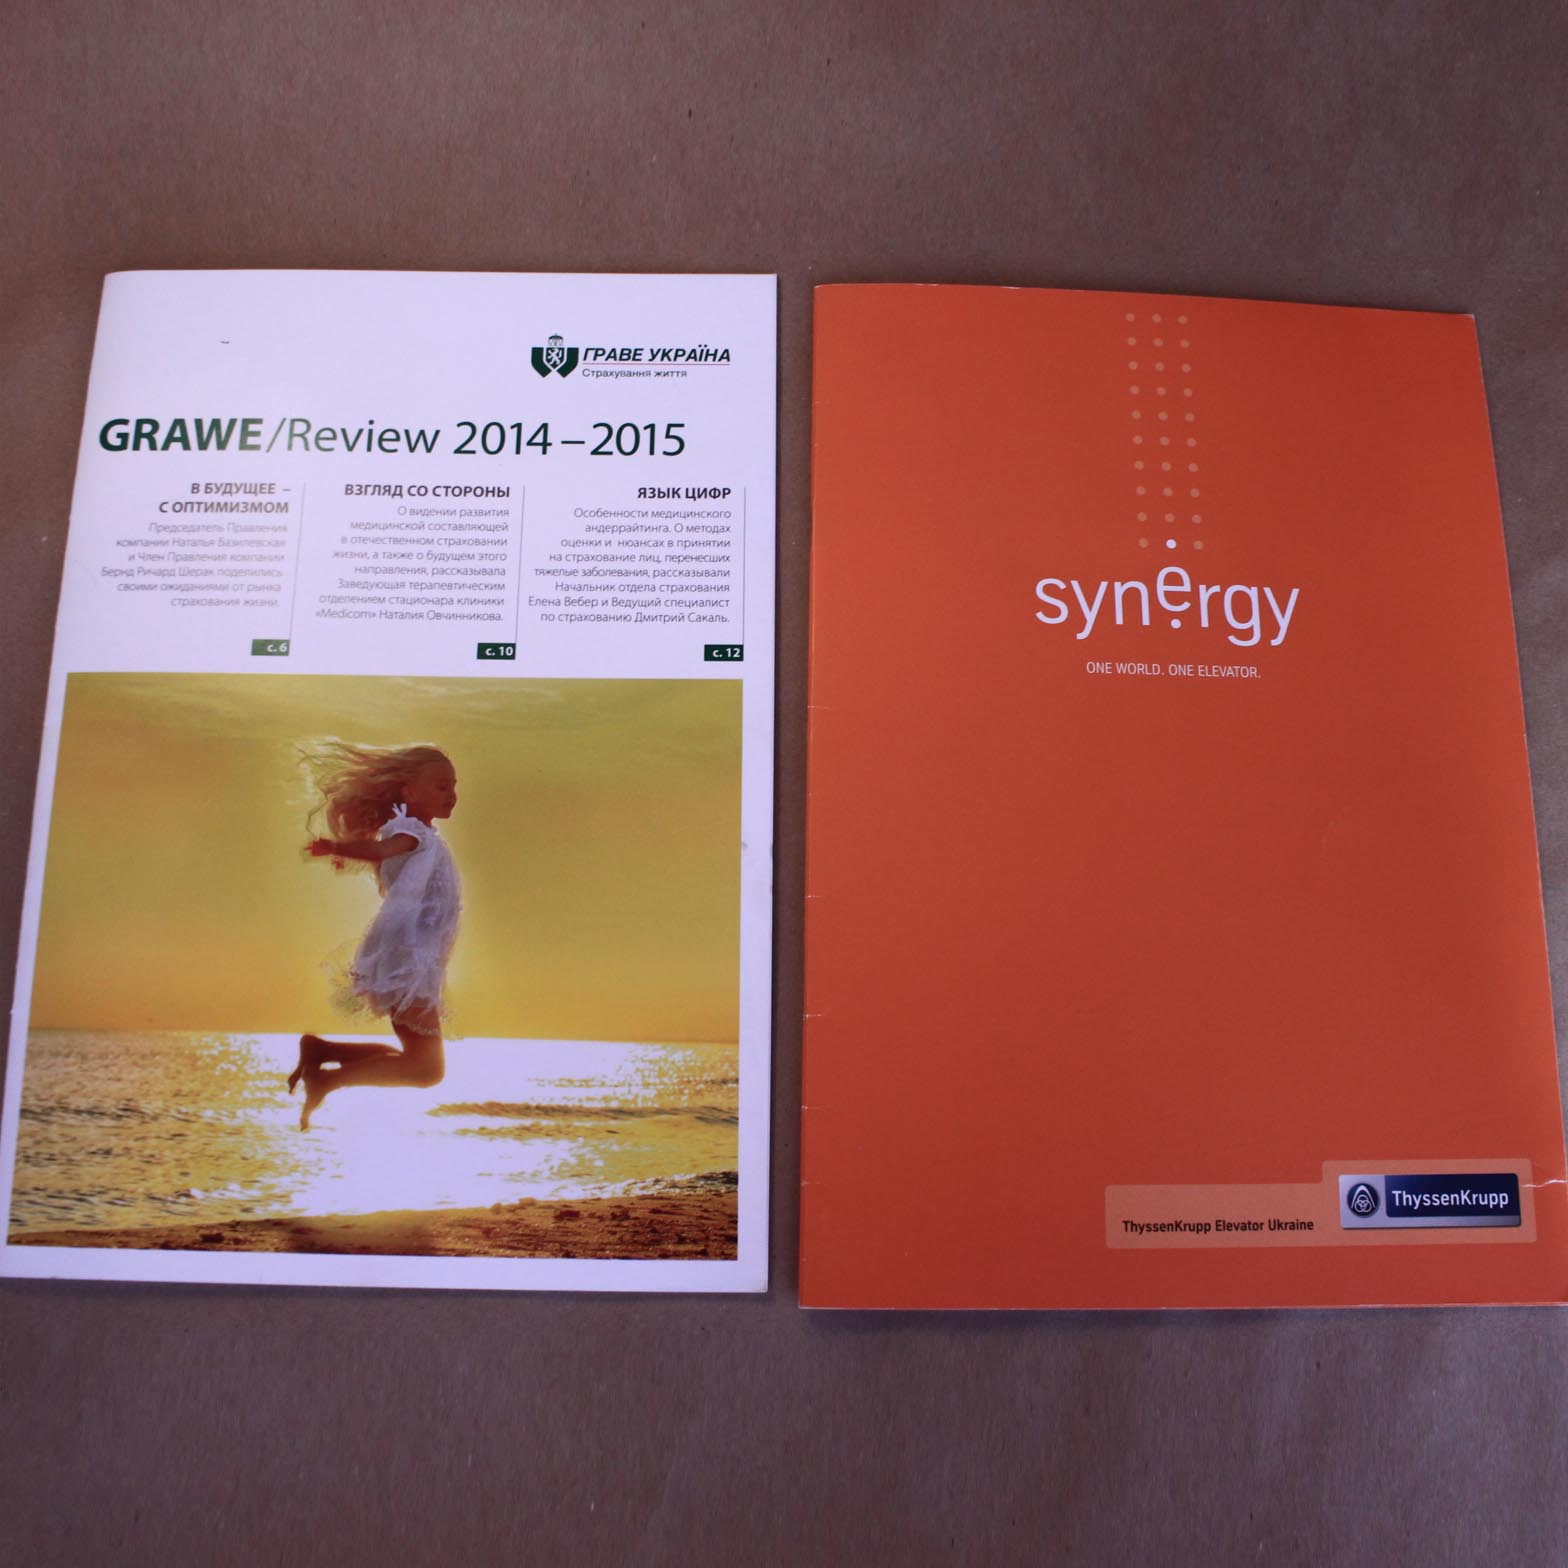 ГРАВЕ УКРАЇНА
Страхування життя
GRAWE/Review 2014–2015
В БУДУЩЕЕ –
С ОПТИМИЗМОМ
Председатель Правления
компании Наталья Базилевская
и Член Правления компании
Бернд Ричард Шерак поделились
своими ожиданиями от рынка
страхования жизни.
с. 6
ВЗГЛЯД СО СТОРОНЫ
О видении развития
медицинской составляющей
в отечественном страховании
жизни, а также о будущем этого
направления, рассказывала
Заведующая терапевтическим
отделением стационара клиники
«Medicom» Наталия Овчинникова.
с. 10
ЯЗЫК ЦИФР
Особенности медицинского
андеррайтинга. О методах
оценки и нюансах в принятии
на страхование лиц, перенесших
тяжелые заболевания, рассказывали
Начальник отдела страхования
Елена Вебер и Ведущий специалист
по страхованию Дмитрий Сакаль.
с. 12
synergy
ONE WORLD. ONE ELEVATOR.
ThyssenKrupp Elevator Ukraine
ThyssenKrupp